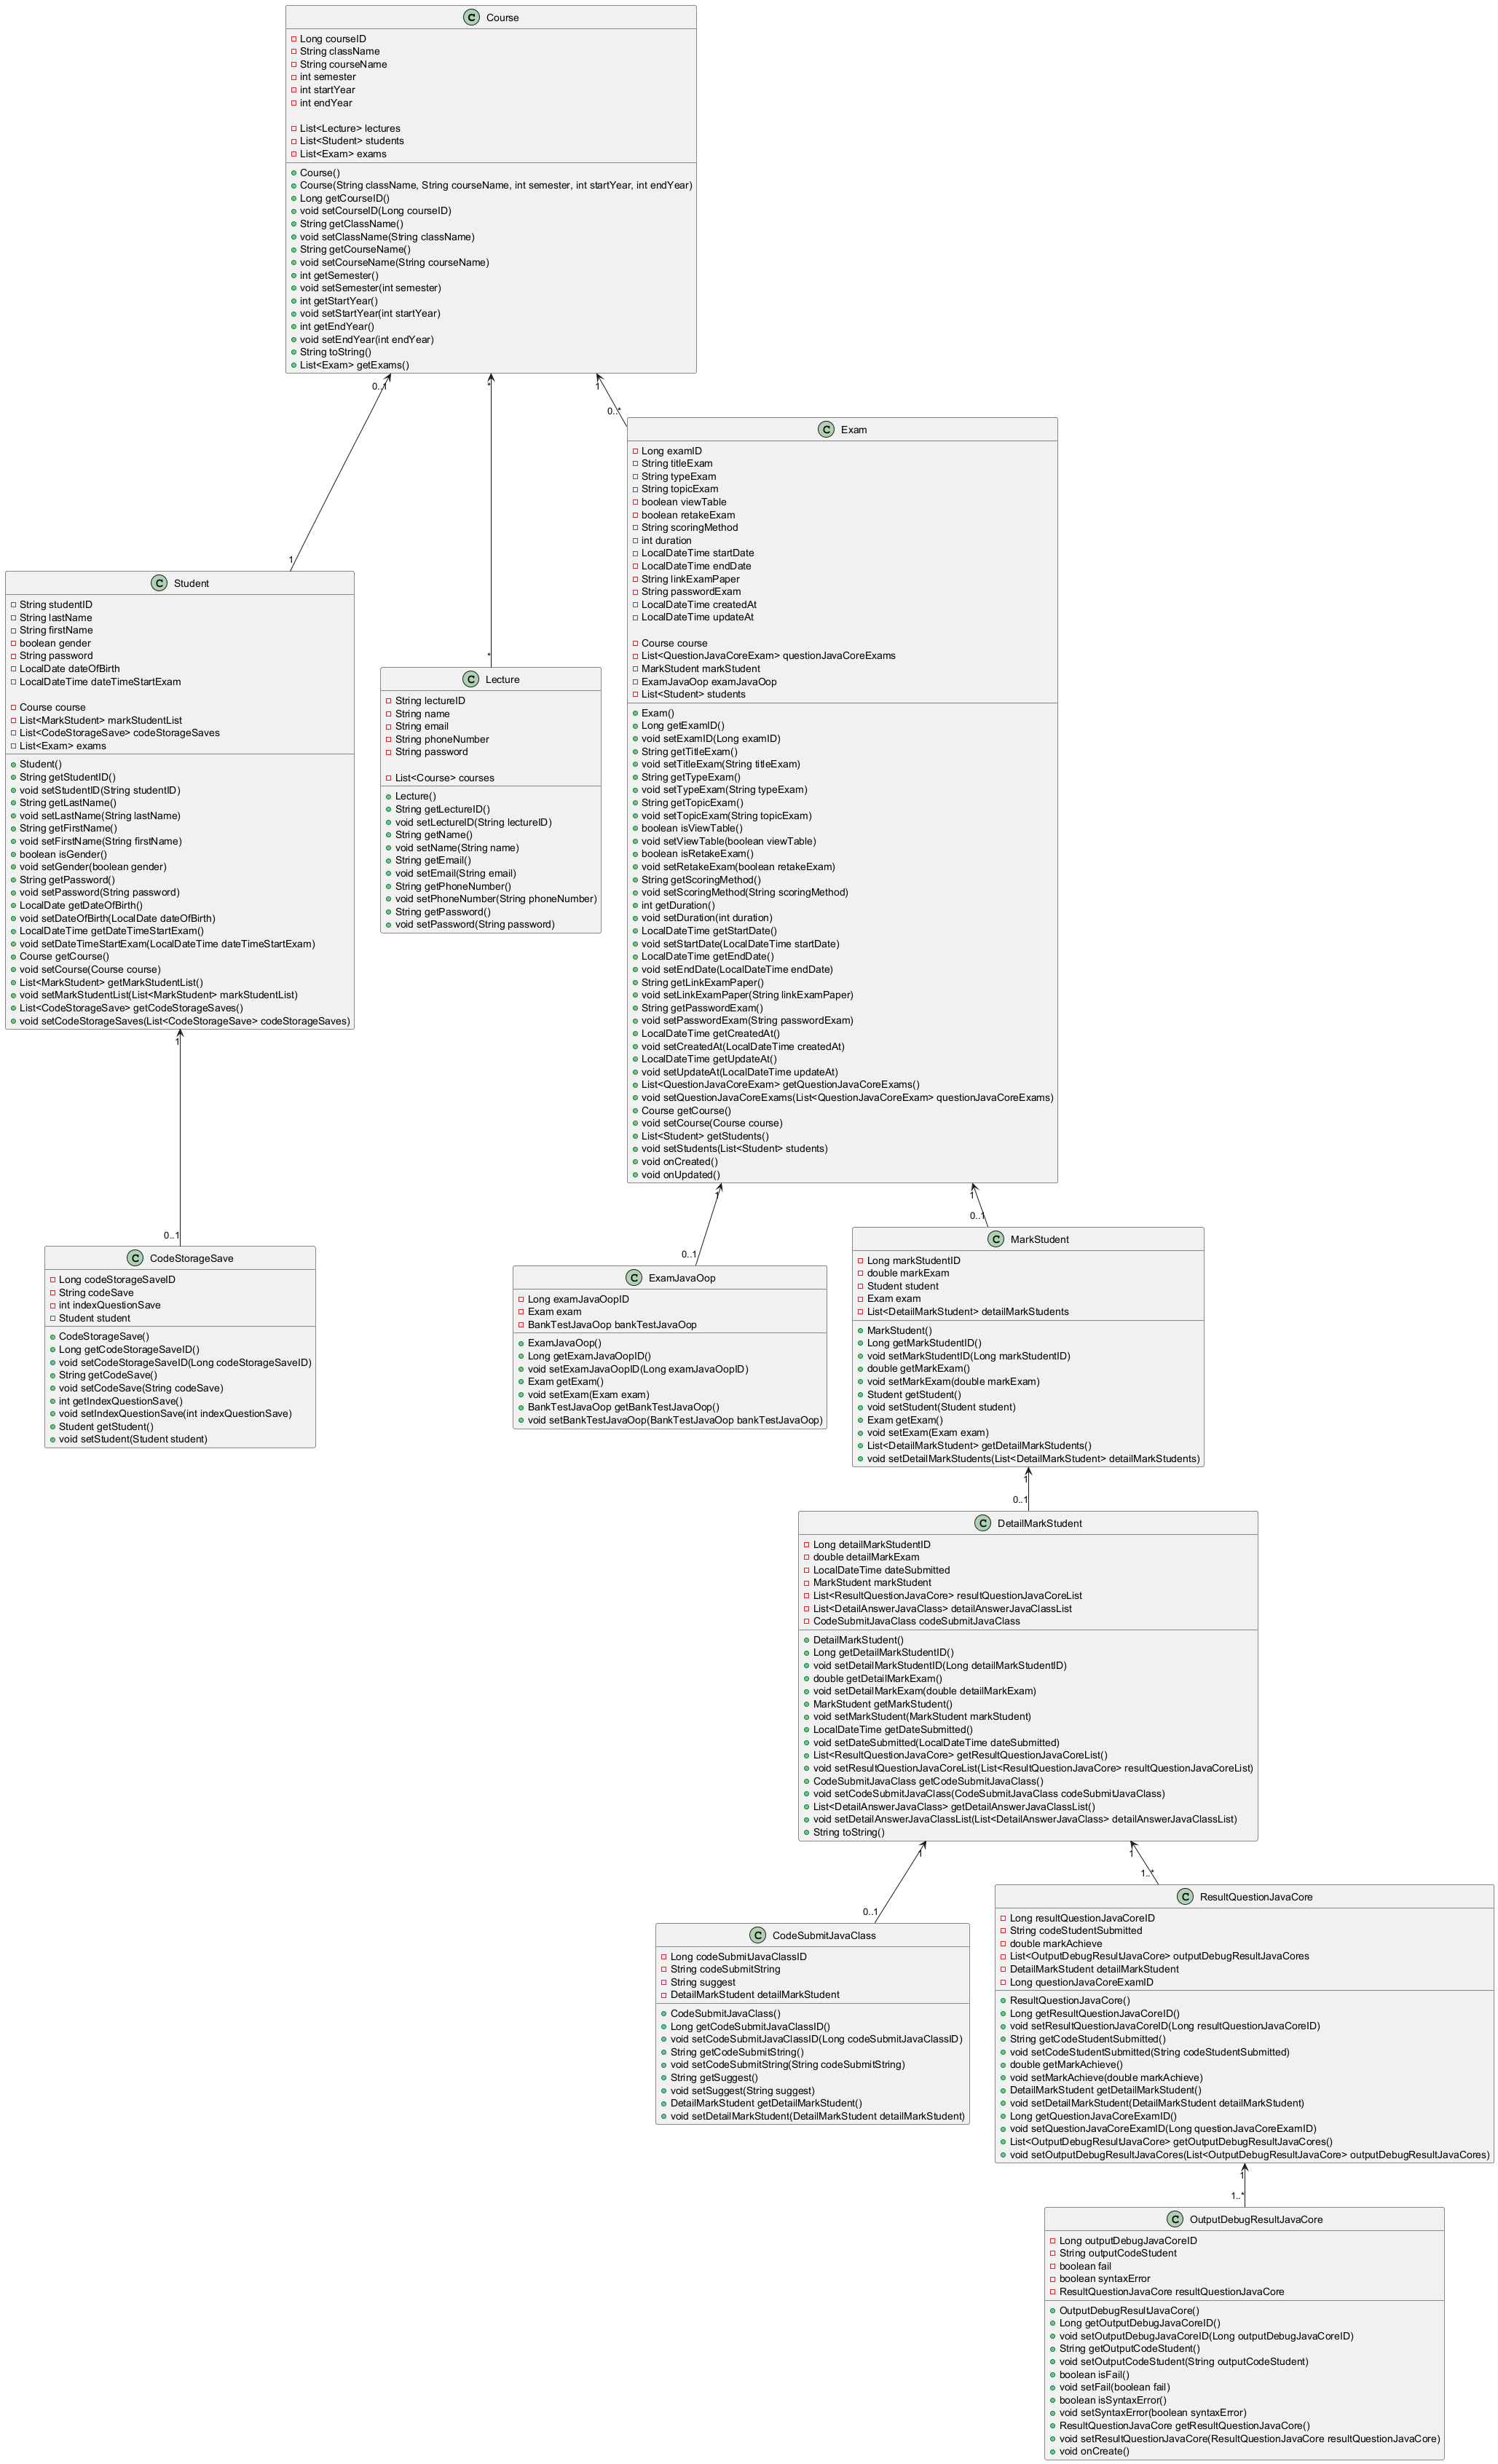 Course
Long courseID
String className
String courseName
int semester
int startYear
int endYear
List<Lecture> lectures
List<Student> students
List<Exam> exams
Course()
Course(String className, String courseName, int semester, int startYear, int endYear)
Long getCourseID()
void setCourseID(Long courseID)
String getClassName()
void setClassName(String className)
String getCourseName()
void setCourseName(String courseName)
int getSemester()
void setSemester(int semester)
int getStartYear()
void setStartYear(int startYear)
int getEndYear()
void setEndYear(int endYear)
String toString()
List<Exam> getExams()
0..1
*
1
1
*
0..*
Student
String studentID
String lastName
String firstName
boolean gender
String password
LocalDate dateOfBirth
LocalDateTime dateTimeStartExam
Course course
List<MarkStudent> markStudentList
List<CodeStorageSave> codeStorageSaves
List<Exam> exams
Student()
String getStudentID()
void setStudentID(String studentID)
String getLastName()
void setLastName(String lastName)
String getFirstName()
void setFirstName(String firstName)
boolean isGender()
void setGender(boolean gender)
String getPassword()
void setPassword(String password)
LocalDate getDateOfBirth()
void setDateOfBirth(LocalDate dateOfBirth)
LocalDateTime getDateTimeStartExam()
void setDateTimeStartExam(LocalDateTime dateTimeStartExam)
Course getCourse()
void setCourse(Course course)
List<MarkStudent> getMarkStudentList()
void setMarkStudentList(List<MarkStudent> markStudentList)
List<CodeStorageSave> getCodeStorageSaves()
void setCodeStorageSaves(List<CodeStorageSave> codeStorageSaves)
Lecture
String lectureID
String name
String email
String phoneNumber
String password
List<Course> courses
Lecture()
String getLectureID()
void setLectureID(String lectureID)
String getName()
void setName(String name)
String getEmail()
void setEmail(String email)
String getPhoneNumber()
void setPhoneNumber(String phoneNumber)
String getPassword()
void setPassword(String password)
Exam
Long examID
String titleExam
String typeExam
String topicExam
boolean viewTable
boolean retakeExam
String scoringMethod
int duration
LocalDateTime startDate
LocalDateTime endDate
String linkExamPaper
String passwordExam
LocalDateTime createdAt
LocalDateTime updateAt
Course course
List<QuestionJavaCoreExam> questionJavaCoreExams
MarkStudent markStudent
ExamJavaOop examJavaOop
List<Student> students
Exam()
Long getExamID()
void setExamID(Long examID)
String getTitleExam()
void setTitleExam(String titleExam)
String getTypeExam()
void setTypeExam(String typeExam)
String getTopicExam()
void setTopicExam(String topicExam)
boolean isViewTable()
void setViewTable(boolean viewTable)
boolean isRetakeExam()
void setRetakeExam(boolean retakeExam)
String getScoringMethod()
void setScoringMethod(String scoringMethod)
int getDuration()
void setDuration(int duration)
LocalDateTime getStartDate()
void setStartDate(LocalDateTime startDate)
LocalDateTime getEndDate()
void setEndDate(LocalDateTime endDate)
String getLinkExamPaper()
void setLinkExamPaper(String linkExamPaper)
String getPasswordExam()
void setPasswordExam(String passwordExam)
LocalDateTime getCreatedAt()
void setCreatedAt(LocalDateTime createdAt)
LocalDateTime getUpdateAt()
void setUpdateAt(LocalDateTime updateAt)
List<QuestionJavaCoreExam> getQuestionJavaCoreExams()
void setQuestionJavaCoreExams(List<QuestionJavaCoreExam> questionJavaCoreExams)
Course getCourse()
void setCourse(Course course)
List<Student> getStudents()
void setStudents(List<Student> students)
void onCreated()
void onUpdated()
1
0..1
1
0..1
1
0..1
CodeStorageSave
Long codeStorageSaveID
String codeSave
int indexQuestionSave
Student student
CodeStorageSave()
Long getCodeStorageSaveID()
void setCodeStorageSaveID(Long codeStorageSaveID)
String getCodeSave()
void setCodeSave(String codeSave)
int getIndexQuestionSave()
void setIndexQuestionSave(int indexQuestionSave)
Student getStudent()
void setStudent(Student student)
ExamJavaOop
Long examJavaOopID
Exam exam
BankTestJavaOop bankTestJavaOop
ExamJavaOop()
Long getExamJavaOopID()
void setExamJavaOopID(Long examJavaOopID)
Exam getExam()
void setExam(Exam exam)
BankTestJavaOop getBankTestJavaOop()
void setBankTestJavaOop(BankTestJavaOop bankTestJavaOop)
MarkStudent
Long markStudentID
double markExam
Student student
Exam exam
List<DetailMarkStudent> detailMarkStudents
MarkStudent()
Long getMarkStudentID()
void setMarkStudentID(Long markStudentID)
double getMarkExam()
void setMarkExam(double markExam)
Student getStudent()
void setStudent(Student student)
Exam getExam()
void setExam(Exam exam)
List<DetailMarkStudent> getDetailMarkStudents()
void setDetailMarkStudents(List<DetailMarkStudent> detailMarkStudents)
1
0..1
DetailMarkStudent
Long detailMarkStudentID
double detailMarkExam
LocalDateTime dateSubmitted
MarkStudent markStudent
List<ResultQuestionJavaCore> resultQuestionJavaCoreList
List<DetailAnswerJavaClass> detailAnswerJavaClassList
CodeSubmitJavaClass codeSubmitJavaClass
DetailMarkStudent()
Long getDetailMarkStudentID()
void setDetailMarkStudentID(Long detailMarkStudentID)
double getDetailMarkExam()
void setDetailMarkExam(double detailMarkExam)
MarkStudent getMarkStudent()
void setMarkStudent(MarkStudent markStudent)
LocalDateTime getDateSubmitted()
void setDateSubmitted(LocalDateTime dateSubmitted)
List<ResultQuestionJavaCore> getResultQuestionJavaCoreList()
void setResultQuestionJavaCoreList(List<ResultQuestionJavaCore> resultQuestionJavaCoreList)
CodeSubmitJavaClass getCodeSubmitJavaClass()
void setCodeSubmitJavaClass(CodeSubmitJavaClass codeSubmitJavaClass)
List<DetailAnswerJavaClass> getDetailAnswerJavaClassList()
void setDetailAnswerJavaClassList(List<DetailAnswerJavaClass> detailAnswerJavaClassList)
String toString()
1
1
0..1
1..*
CodeSubmitJavaClass
Long codeSubmitJavaClassID
String codeSubmitString
String suggest
DetailMarkStudent detailMarkStudent
CodeSubmitJavaClass()
Long getCodeSubmitJavaClassID()
void setCodeSubmitJavaClassID(Long codeSubmitJavaClassID)
String getCodeSubmitString()
void setCodeSubmitString(String codeSubmitString)
String getSuggest()
void setSuggest(String suggest)
DetailMarkStudent getDetailMarkStudent()
void setDetailMarkStudent(DetailMarkStudent detailMarkStudent)
ResultQuestionJavaCore
Long resultQuestionJavaCoreID
String codeStudentSubmitted
double markAchieve
List<OutputDebugResultJavaCore> outputDebugResultJavaCores
DetailMarkStudent detailMarkStudent
Long questionJavaCoreExamID
ResultQuestionJavaCore()
Long getResultQuestionJavaCoreID()
void setResultQuestionJavaCoreID(Long resultQuestionJavaCoreID)
String getCodeStudentSubmitted()
void setCodeStudentSubmitted(String codeStudentSubmitted)
double getMarkAchieve()
void setMarkAchieve(double markAchieve)
DetailMarkStudent getDetailMarkStudent()
void setDetailMarkStudent(DetailMarkStudent detailMarkStudent)
Long getQuestionJavaCoreExamID()
void setQuestionJavaCoreExamID(Long questionJavaCoreExamID)
List<OutputDebugResultJavaCore> getOutputDebugResultJavaCores()
void setOutputDebugResultJavaCores(List<OutputDebugResultJavaCore> outputDebugResultJavaCores)
1
1..*
OutputDebugResultJavaCore
Long outputDebugJavaCoreID
String outputCodeStudent
boolean fail
boolean syntaxError
ResultQuestionJavaCore resultQuestionJavaCore
OutputDebugResultJavaCore()
Long getOutputDebugJavaCoreID()
void setOutputDebugJavaCoreID(Long outputDebugJavaCoreID)
String getOutputCodeStudent()
void setOutputCodeStudent(String outputCodeStudent)
boolean isFail()
void setFail(boolean fail)
boolean isSyntaxError()
void setSyntaxError(boolean syntaxError)
ResultQuestionJavaCore getResultQuestionJavaCore()
void setResultQuestionJavaCore(ResultQuestionJavaCore resultQuestionJavaCore)
void onCreate()